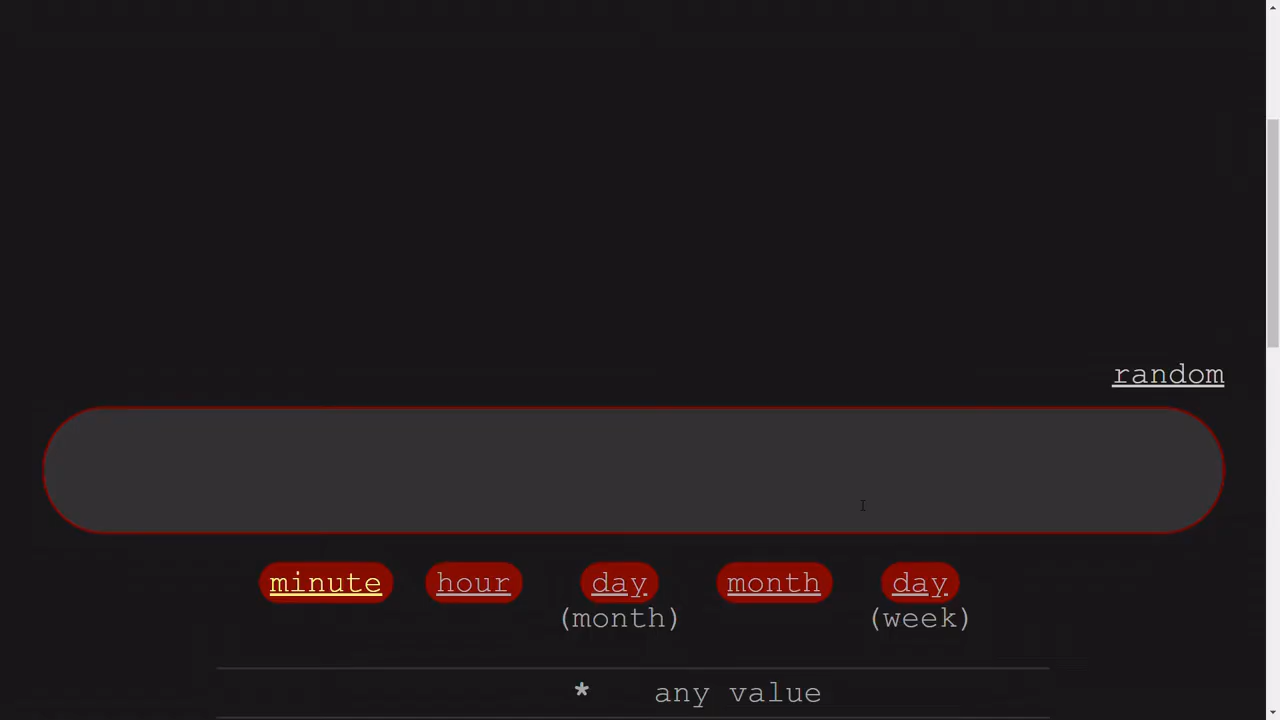 random
minute hour day month day
(month) (week)
* any value